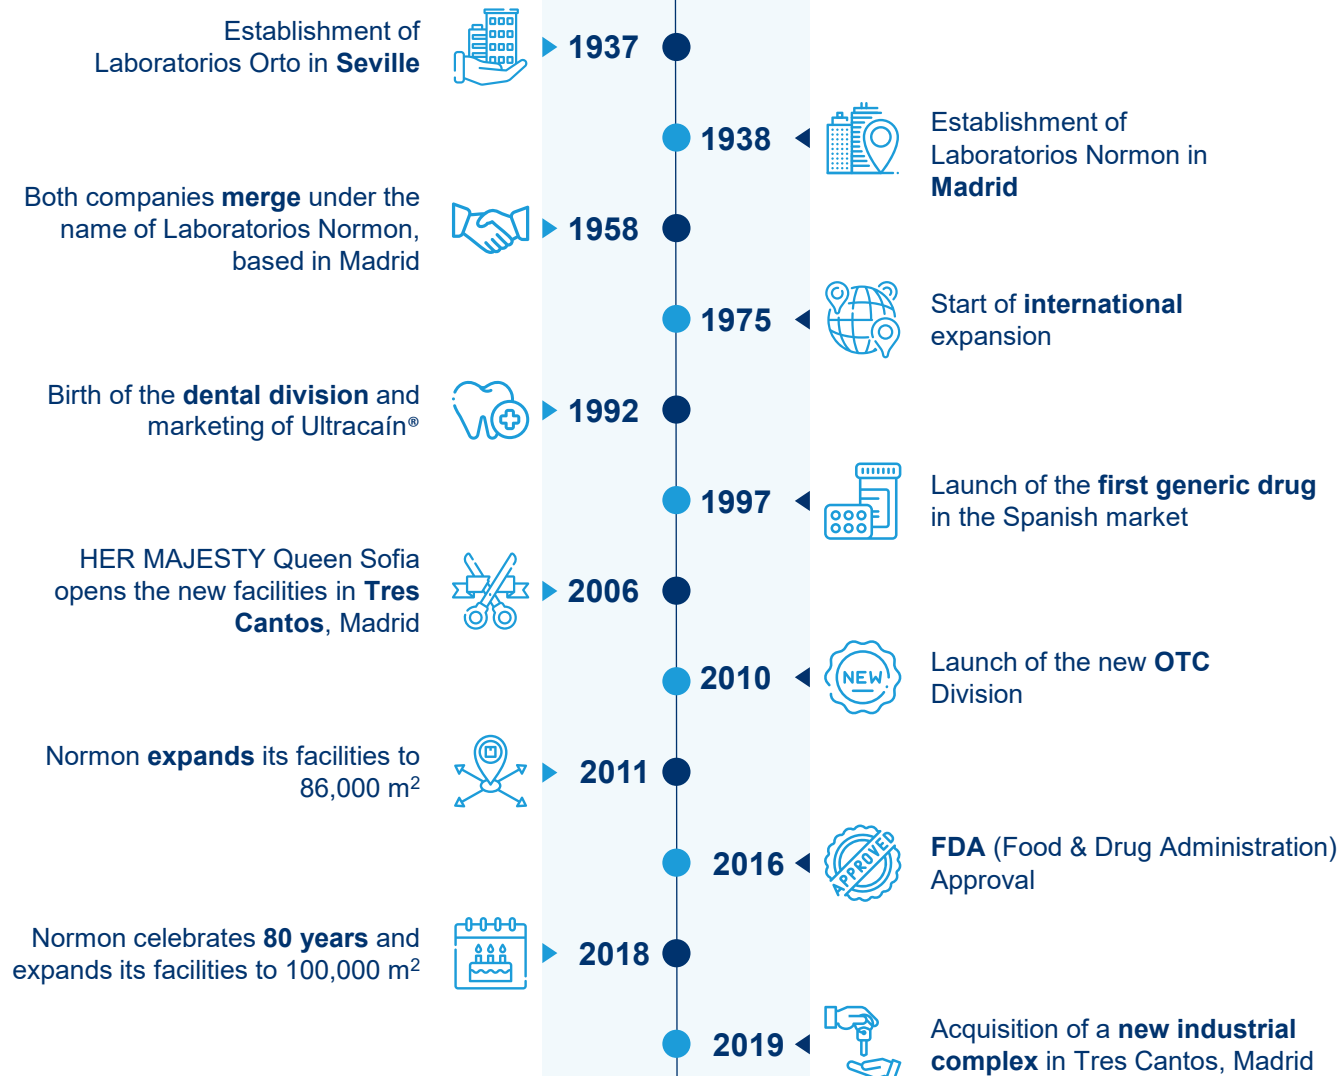 Establishment of
Laboratorios Orto in Seville
1937
1938
Establishment of
Laboratorios Normon in
Madrid
Both companies merge under the
name of Laboratorios Normon,
based in Madrid
1958
1975
Start of international
expansion
Birth of the dental division and
marketing of Ultracaín®
1992
1997
Launch of the first generic drug
in the Spanish market
HER MAJESTY Queen Sofia
opens the new facilities in Tres
Cantos, Madrid
2006
2010
NEW
Launch of the new OTC
Division
Normon expands its facilities to
86,000 m²
2011
2016
APPROVED
FDA (Food & Drug Administration)
Approval
Normon celebrates 80 years and
expands its facilities to 100,000 m²
2018
2019
Acquisition of a new industrial
complex in Tres Cantos, Madrid